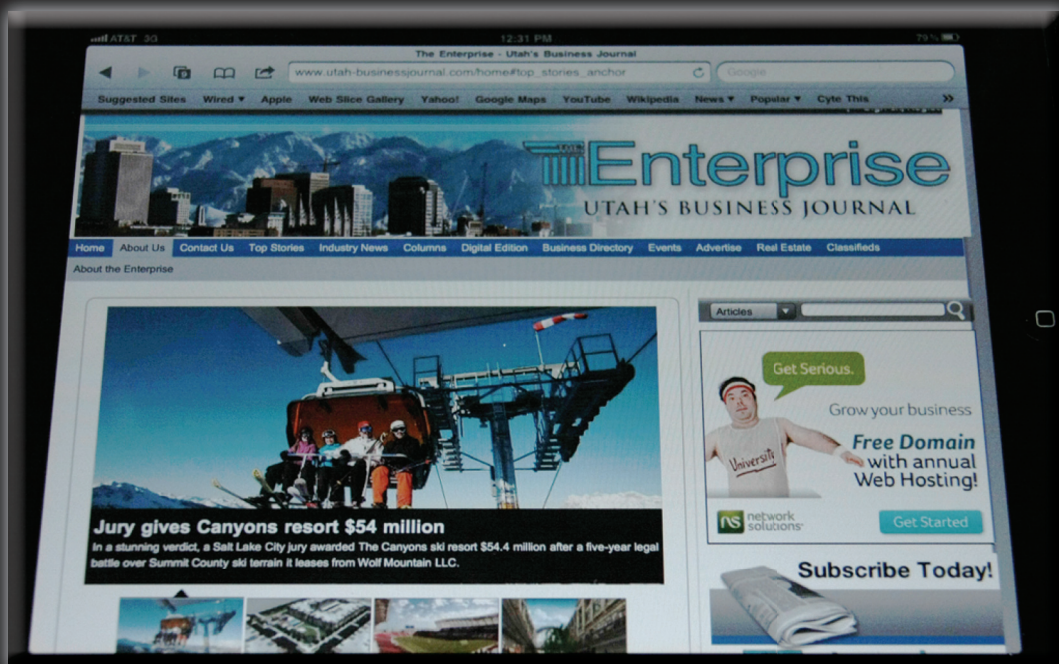 AT&T 3G 12:31 PM 79%
The Enterprise - Utah's Business Journal
www.utah-businessjournal.com/home#top_stories_anchor Google
Suggested Sites Wired Apple Web Slice Gallery Yahoo! Google Maps YouTube Wikipedia News Popular Cyte This
THE Enterprise
UTAH'S BUSINESS JOURNAL
Home About Us Contact Us Top Stories Industry News Columns Digital Edition Business Directory Events Advertise Real Estate Classifieds
About the Enterprise
Jury gives Canyons resort $54 million
In a stunning verdict, a Salt Lake City jury awarded The Canyons ski resort $54.4 million after a five-year legal
battle over Summit County ski terrain it leases from Wolf Mountain LLC.
Articles
Get Serious.
Grow your business
Free Domain
with annual
Web Hosting!
University
ns network
solutions
Get Started
Subscribe Today!